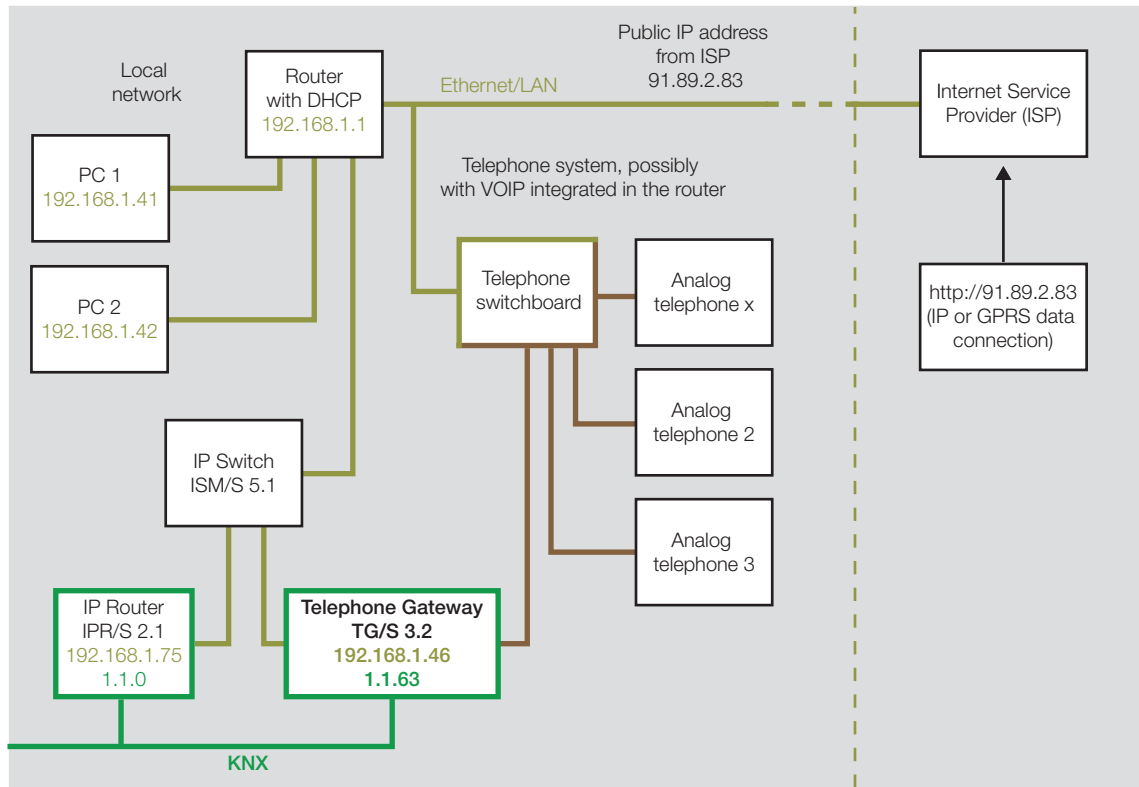 Local
network
Router
with DHCP
192.168.1.1
Ethernet/LAN
Public IP address
from ISP
91.89.2.83
Internet Service
Provider (ISP)
PC 1
192.168.1.41
Telephone system, possibly
with VOIP integrated in the router
PC 2
192.168.1.42
Telephone
switchboard
Analog
telephone x
http://91.89.2.83
(IP or GPRS data
connection)
Analog
telephone 2
IP Switch
ISM/S 5.1
Analog
telephone 3
IP Router
IPR/S 2.1
192.168.1.75
1.1.0
Telephone Gateway
TG/S 3.2
192.168.1.46
1.1.63
KNX